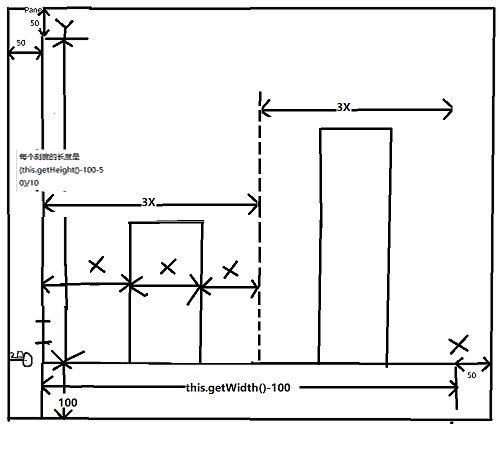 Pane
50
Y
50
3X
每个刻度的长度是
(this.getHeight()-100-5
0)/10
3X
X
X
X
X
50
this.getWidth()-100
100